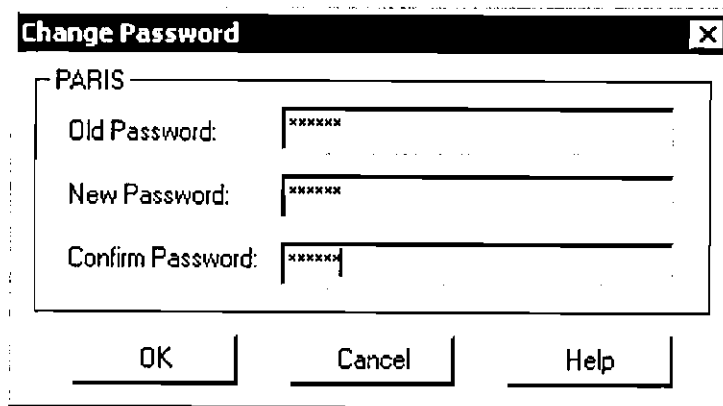 Change Password
PARIS
Old Password: ××××××
New Password: ××××××
Confirm Password: ××××××
OK Cancel Help